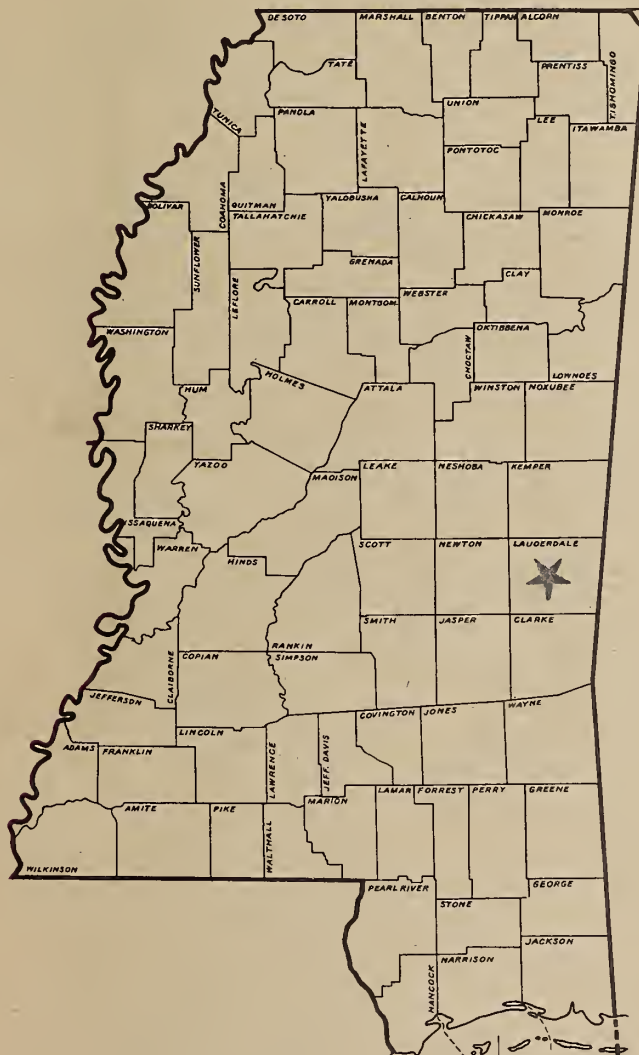 DE SOTO
MARSHALL
BENTON
TIPPAH
ALCORN
TATE
PRENTISS
TISHOMINGO
TUNICA
PANOLA
LAFAYETTE
UNION
LEE
ITAWAMBA
PONTOTOC
BOLIVAR
COAHOMA
QUITMAN
TALLAHATCHIE
YALOBUSHA
CALHOUN
CHICKASAW
MONROE
SUNFLOWER
LEFLORE
GRENADA
CLAY
CARROLL
MONTGOM.
WEBSTER
WASHINGTON
CHOCTAW
OKTIBBEHA
LOWNDES
HUM.
HOLMES
ATTALA
WINSTON
NOXUBEE
SHARKEY
YAZOO
MADISON
LEAKE
NESHOBA
KEMPER
ISSAQUENA
WARREN
HINDS
SCOTT
NEWTON
LAUDERDALE
RANKIN
SMITH
JASPER
CLARKE
CLAIBORNE
COPIAH
SIMPSON
JEFFERSON
LINCOLN
COVINGTON
JONES
WAYNE
ADAMS
FRANKLIN
LAWRENCE
JEFF. DAVIS
AMITE
PIKE
WALTHALL
MARION
LAMAR
FORREST
PERRY
GREENE
WILKINSON
PEARL RIVER
STONE
GEORGE
HANCOCK
HARRISON
JACKSON